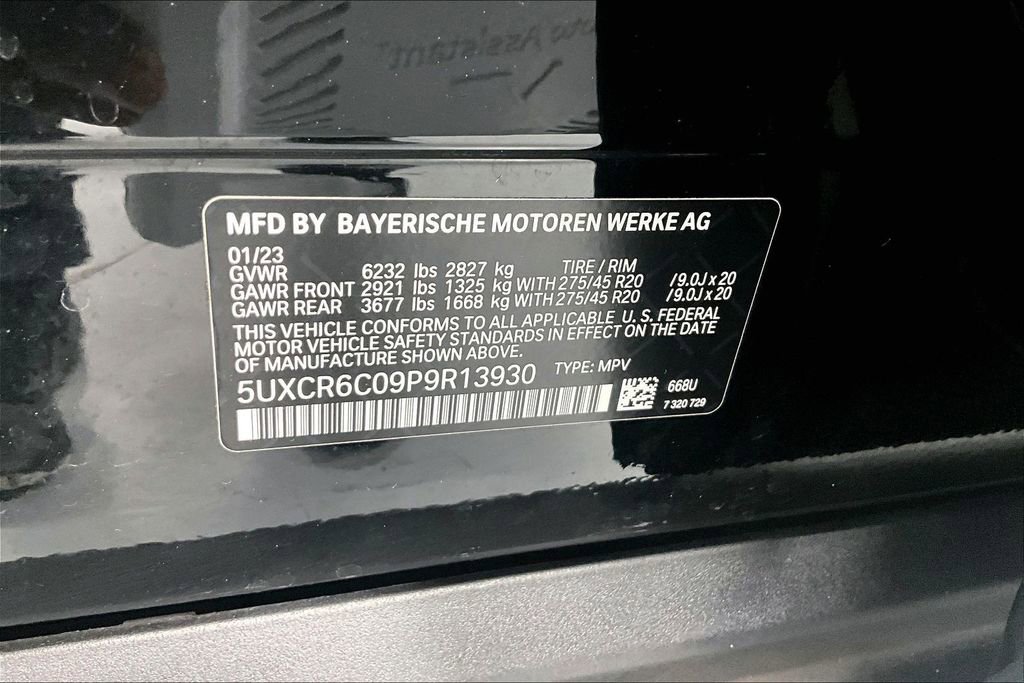 MFD BY BAYERISCHE MOTOREN WERKE AG
01/23
GVWR 6232 lbs 2827 kg TIRE / RIM
GAWR FRONT 2921 lbs 1325 kg WITH 275/45 R20 /9.0J x 20
GAWR REAR 3677 lbs 1668 kg WITH 275/45 R20 /9.0J x 20
THIS VEHICLE CONFORMS TO ALL APPLICABLE U. S. FEDERAL
MOTOR VEHICLE SAFETY STANDARDS IN EFFECT ON THE DATE
OF MANUFACTURE SHOWN ABOVE.
5UXCR6C09P9R13930 TYPE: MPV
668U
7 320 729